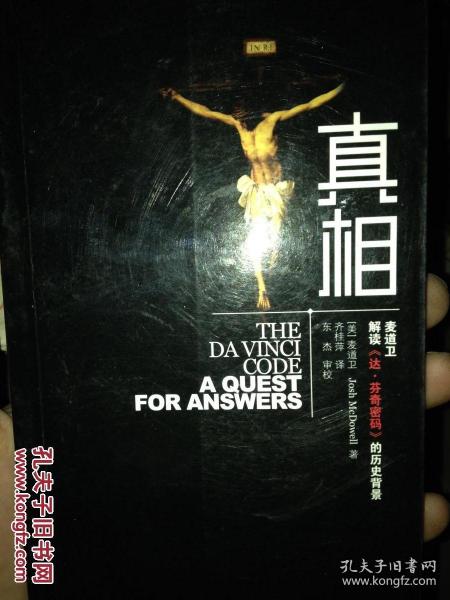 INRI
真相
麦道卫
解读《达·芬奇密码》的历史背景
[美]麦道卫 Josh McDowell 著
齐桂萍 译
东杰 审校
THE
DA VINCI
CODE
A QUEST
FOR ANSWERS
孔夫子旧书网
www.kongfz.com
孔夫子旧书网
www.kongfz.com